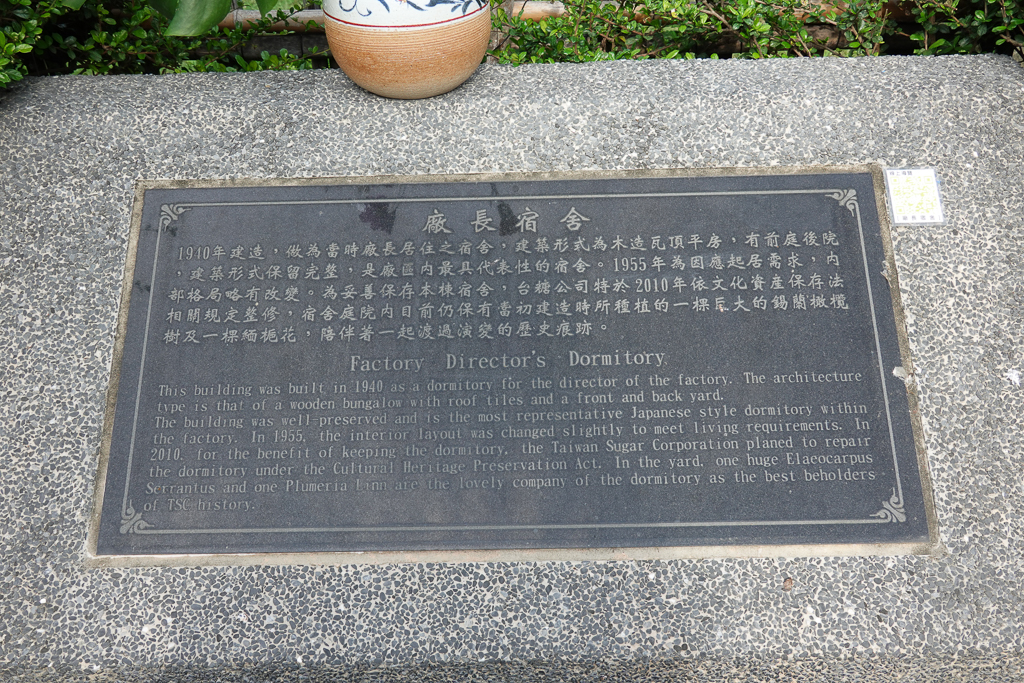 廠長宿舍
1940年建造，做為當時廠長居住之宿舍，建築形式為木造瓦頂平房，有前庭後院
，建築形式保留完整，是廠區內最具代表性的宿舍。1955年為因應起居需求，內
部格局略有改變。為妥善保存本棟宿舍，台糖公司特於2010年依文化資產保存法
相關規定整修，宿舍庭院內目前仍保有當初建造時所種植的一棵巨大的錫蘭橄欖
樹及一棵緬梔花，陪伴著一起渡過演變的歷史痕跡。
Factory Director's Dormitory
This building was built in 1940 as a dormitory for the director of the factory. The architecture
type is that of a wooden bungalow with roof tiles and a front and back yard.
The building was well-preserved and is the most representative Japanese style dormitory within
the factory. In 1955, the interior layout was changed slightly to meet living requirements. In
2010, for the benefit of keeping the dormitory, the Taiwan Sugar Corporation planed to repair
the dormitory under the Cultural Heritage Preservation Act. In the yard, one huge Elaeocarpus
Serrantus and one Plumeria Linn are the lovely company of the dormitory as the best beholders
of TSC history.